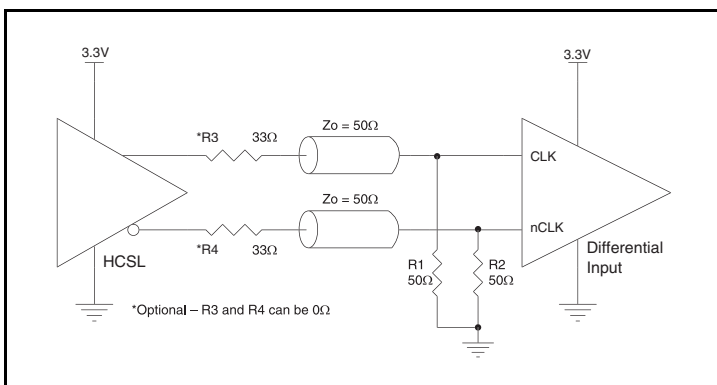 3.3V
3.3V
*R3
33Ω
Zo = 50Ω
CLK
Zo = 50Ω
nCLK
*R4
33Ω
HCSL
R1
50Ω
R2
50Ω
Differential
Input
*Optional – R3 and R4 can be 0Ω